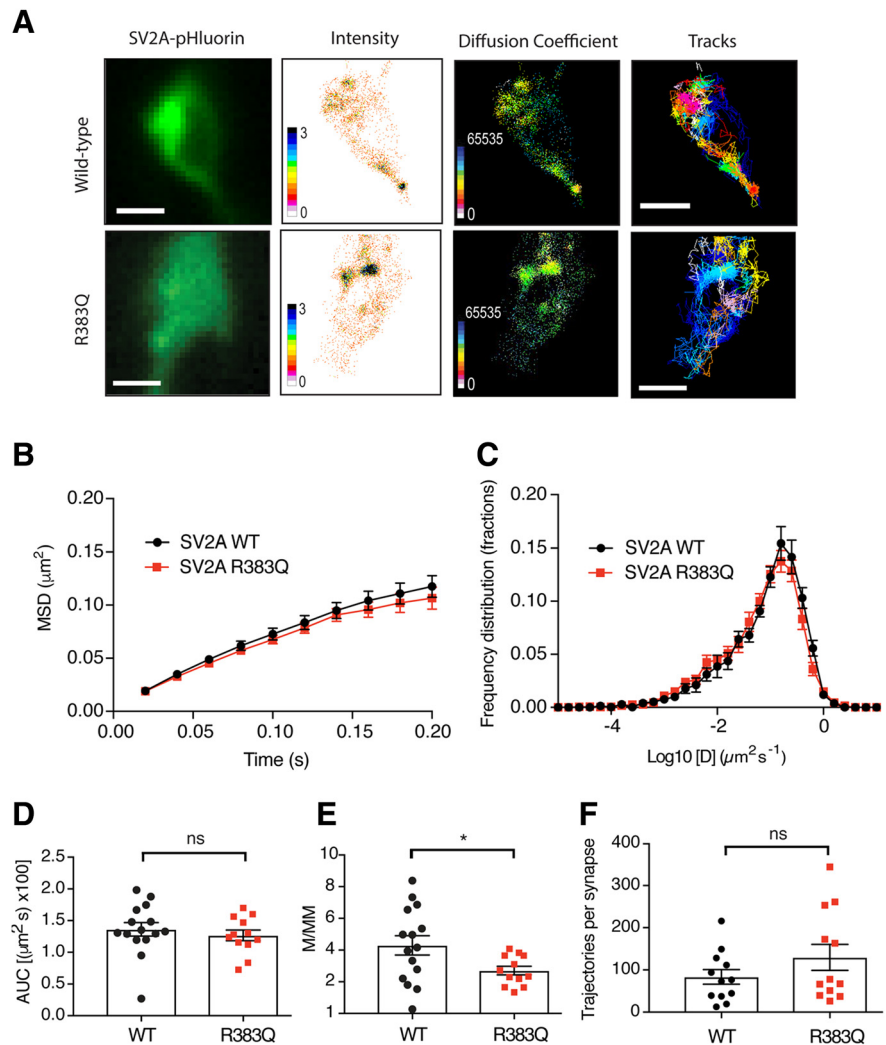 A
SV2A-pHluorin Intensity Diffusion Coefficient Tracks
Wild-type
3
0
65535
0
R383Q
3
0
65535
0
B
MSD (μm²)
0.20
0.15
0.10
0.05
0.00
SV2A WT
SV2A R383Q
0.00 0.05 0.10 0.15 0.20
Time (s)
C
Frequency distribution (fractions)
0.20
0.15
0.10
0.05
0.00
SV2A WT
SV2A R383Q
-4 -2 0
Log10 [D] (μm²s⁻¹)
D
AUC [(μm² s) x100]
2.5
2.0
1.5
1.0
0.5
0.0
ns
WT R383Q
E
M/MM
10
8
6
4
2
1
*
WT R383Q
F
Trajectories per synapse
400
300
200
100
0
ns
WT R383Q